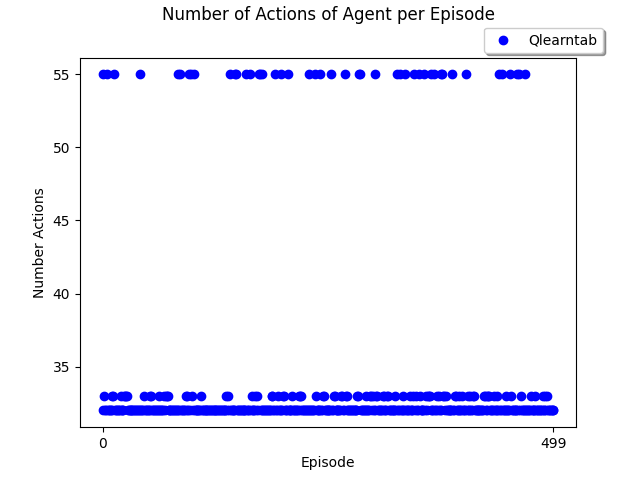 Number of Actions of Agent per Episode
Qlearntab
55
50
45
40
35
Number Actions
0
499
Episode